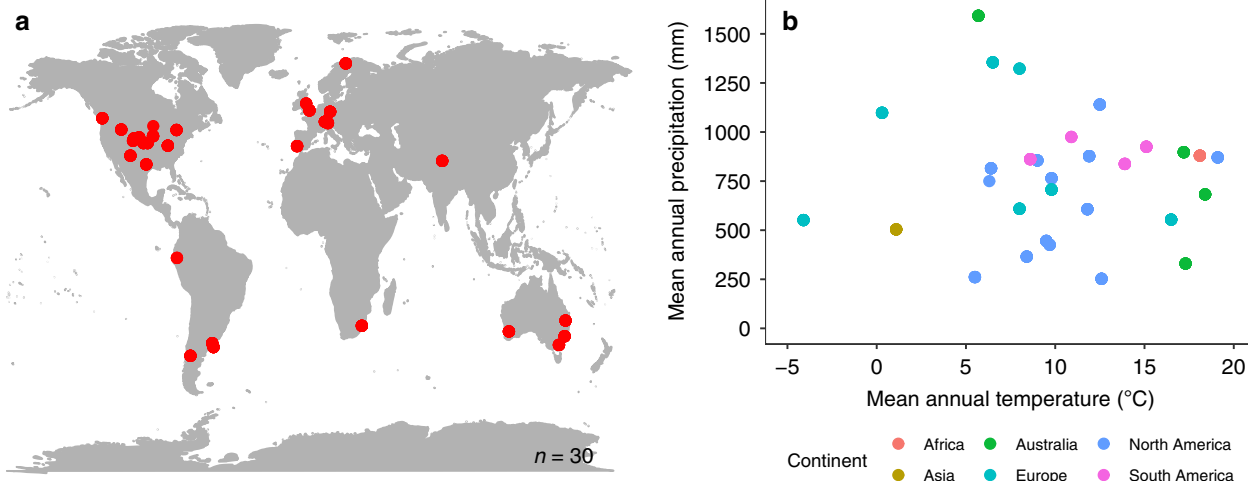 a
n = 30
b
Mean annual precipitation (mm)
1500
1250
1000
750
500
250
0
−5 0 5 10 15 20
Mean annual temperature (°C)
Continent
Africa Australia North America
Asia Europe South America